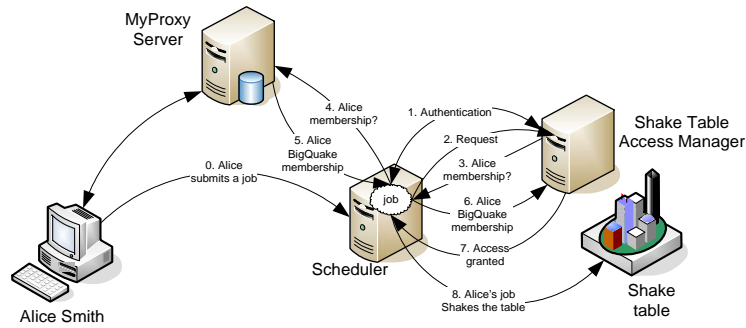 MyProxy
Server
4. Alice
membership?
1. Authentication
5. Alice
BigQuake
membership
2. Request
Shake Table
Access Manager
3. Alice
membership?
0. Alice
submits a job
job
6. Alice
BigQuake
membership
7. Access
granted
Scheduler
8. Alice's job
Shakes the table
Shake
table
Alice Smith